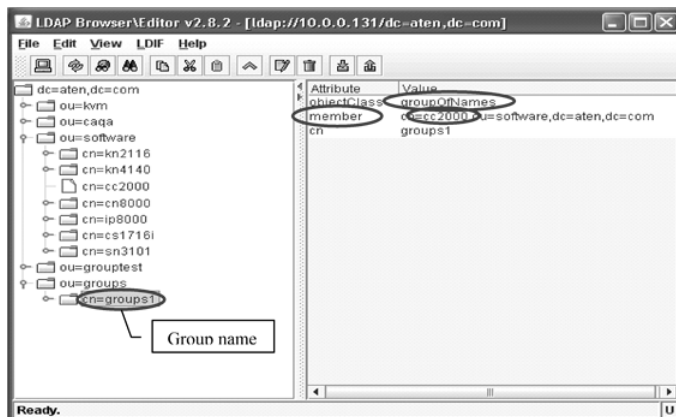 LDAP Browser\Editor v2.8.2 - [ldap://10.0.0.131/dc=aten,dc=com]
File Edit View LDIF Help
dc=aten,dc=com
ou=kvm
ou=caqa
ou=software
cn=kn2116
cn=kn4140
cn=cc2000
cn=cn8000
cn=ip8000
cn=cs1716i
cn=sn3101
ou=grouptest
ou=groups
cn=groups1
Group name
Attribute Value
objectClass groupOfNames
member cn=cc2000,ou=software,dc=aten,dc=com
cn groups1
Ready.
U